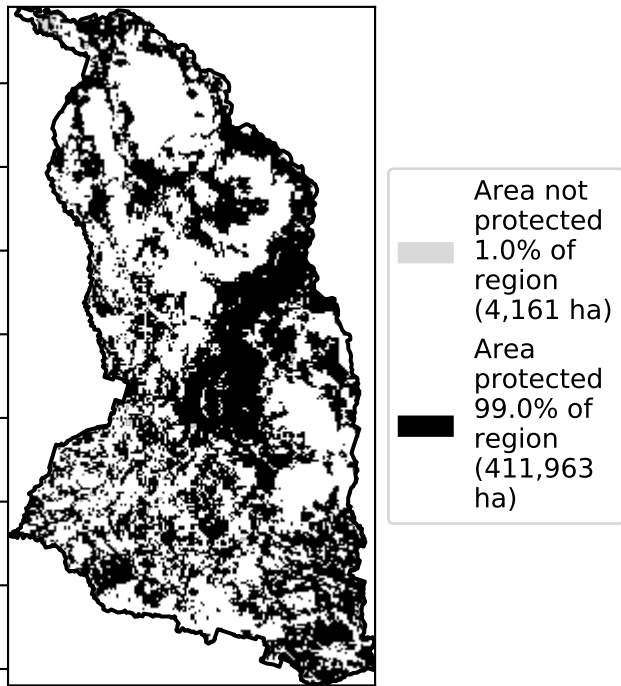 Area not
protected
1.0% of
region
(4,161 ha)
Area
protected
99.0% of
region
(411,963
ha)